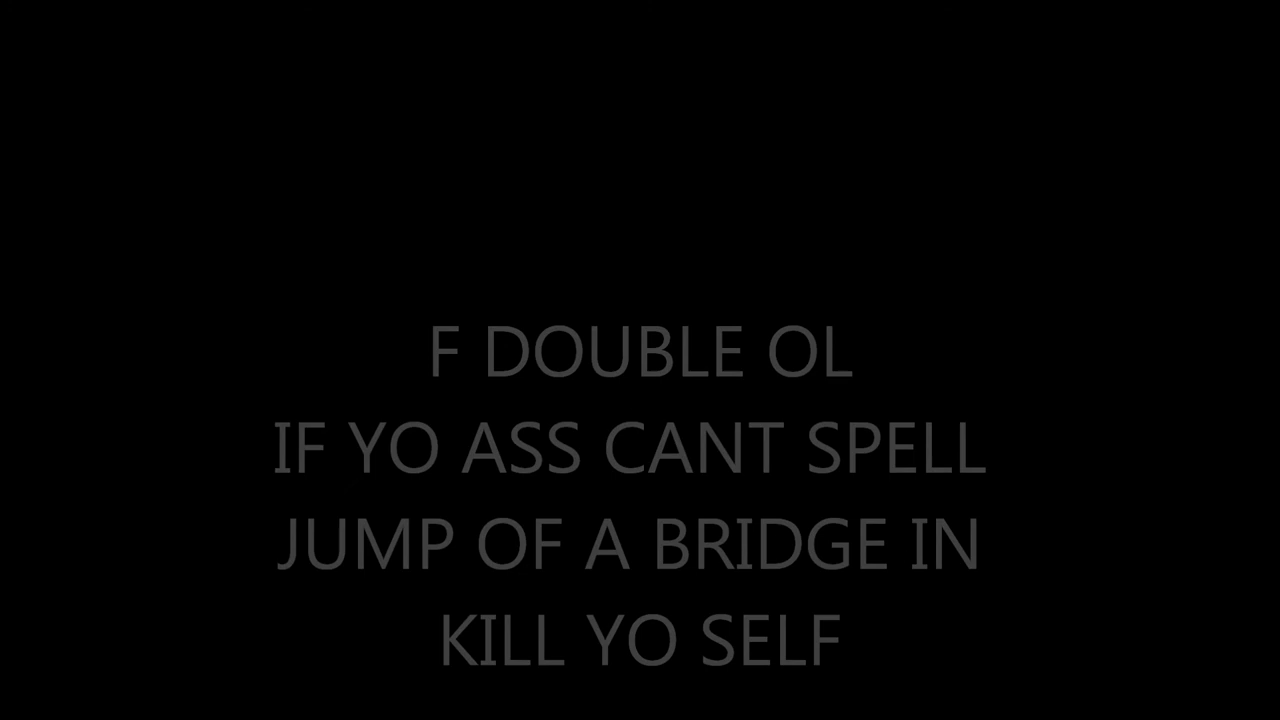 F DOUBLE OL
IF YO ASS CANT SPELL
JUMP OF A BRIDGE IN
KILL YO SELF